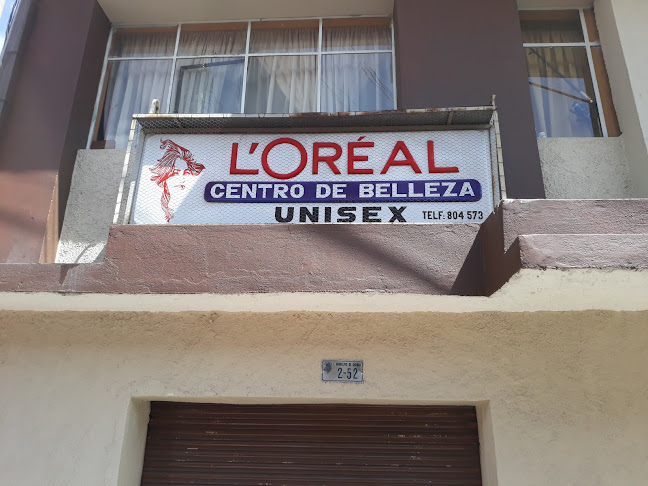 L'ORÉAL
CENTRO DE BELLEZA
UNISEX TELF: 804 573
2-52